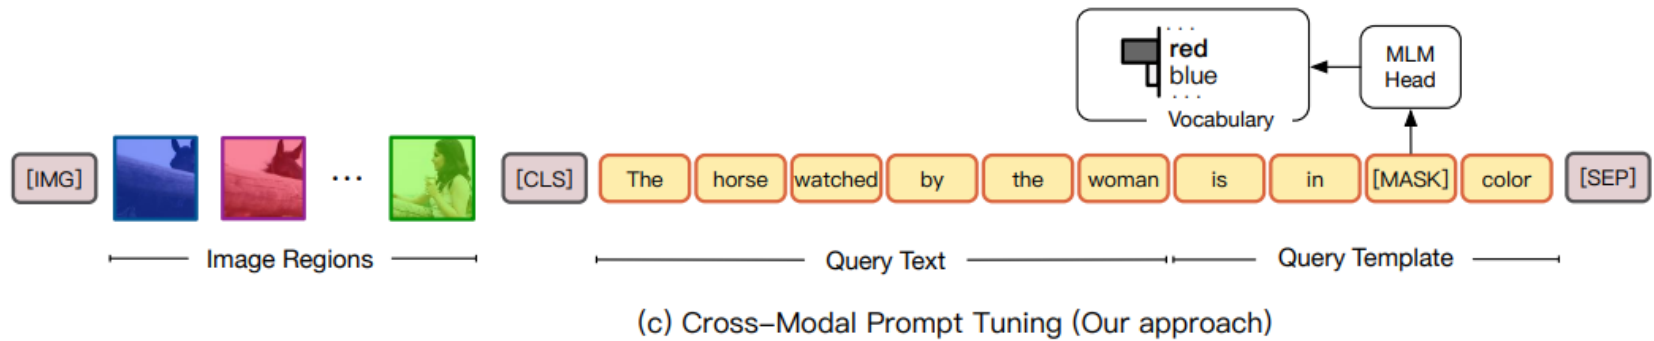 . . .
red
blue
. . .
Vocabulary
MLM
Head
[IMG]
...
[CLS] The horse watched by the woman is in [MASK] color [SEP]
Image Regions
Query Text
Query Template
(c) Cross-Modal Prompt Tuning (Our approach)